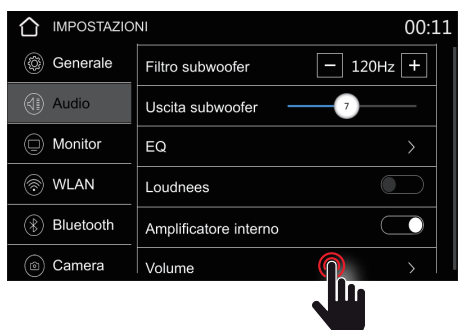 IMPOSTAZIONI 00:11
Generale
Audio
Monitor
WLAN
Bluetooth
Camera
Filtro subwoofer − 120Hz +
Uscita subwoofer 7
EQ >
Loudnees
Amplificatore interno
Volume >